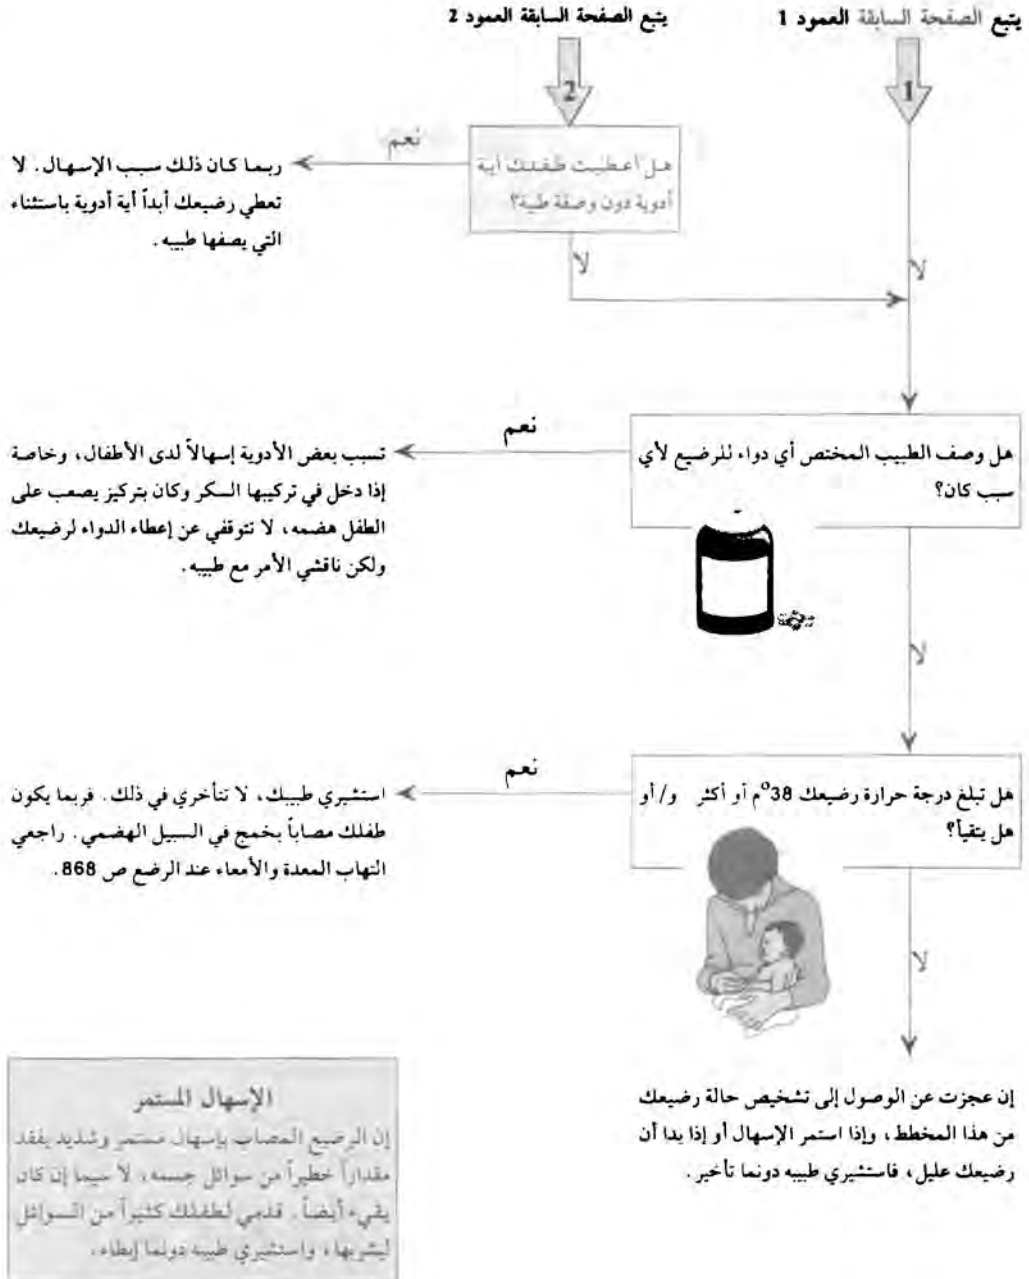 يتبع الصفحة السابقة العمود 1
يتبع الصفحة السابقة العمود 2
1
2
هل أعطيت طفلك أية
أدوية دون وصفة طبية؟
نعم
ربما كان ذلك سبب الإسهال. لا
تعطي رضيعك أبداً أية أدوية باستثناء
التي يصفها طبيبه.
لا
لا
هل وصف الطبيب المختص أي دواء للرضيع لأي
سبب كان؟
نعم
تسبب بعض الأدوية إسهالاً لدى الأطفال، وخاصة
إذا دخل في تركيبها السكر وكان بتركيز يصعب على
الطفل هضمه، لا تتوقفي عن إعطاء الدواء لرضيعك
ولكن ناقشي الأمر مع طبيبه.
لا
هل تبلغ درجة حرارة رضيعك 38°م أو أكثر و/أو
هل يتقيأ؟
نعم
استشيري طبيبك، لا تتأخري في ذلك. فربما يكون
طفلك مصاباً بخمج في السبيل الهضمي. راجعي
التهاب المعدة والأمعاء عند الرضع ص 868.
لا
إن عجزت عن الوصول إلى تشخيص حالة رضيعك
من هذا المخطط، وإذا استمر الإسهال أو إذا بدا أن
رضيعك عليل، فاستشيري طبيبه دونما تأخير.
الإسهال المستمر
إن الرضيع المصاب بإسهال مستمر وشديد يفقد
مقداراً خطيراً من سوائل جسمه، لا سيما إن كان
يقيء أيضاً. قدمي لطفلك كثيراً من السوائل
ليشربها، واستشيري طبيبه دونما إبطاء.